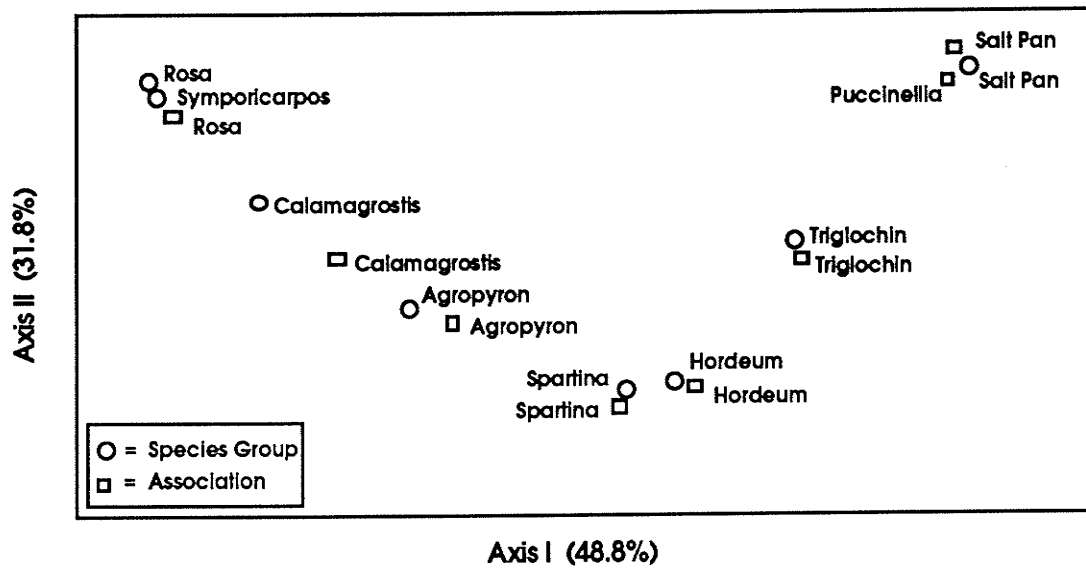 Salt Pan
Rosa
Symporicarpos
Salt Pan
Puccinellia
Rosa
Calamagrostis
Triglochin
Calamagrostis
Triglochin
Agropyron
Agropyron
Hordeum
Spartina
Hordeum
Spartina
= Species Group
= Association
Axis II (31.8%)
Axis I (48.8%)